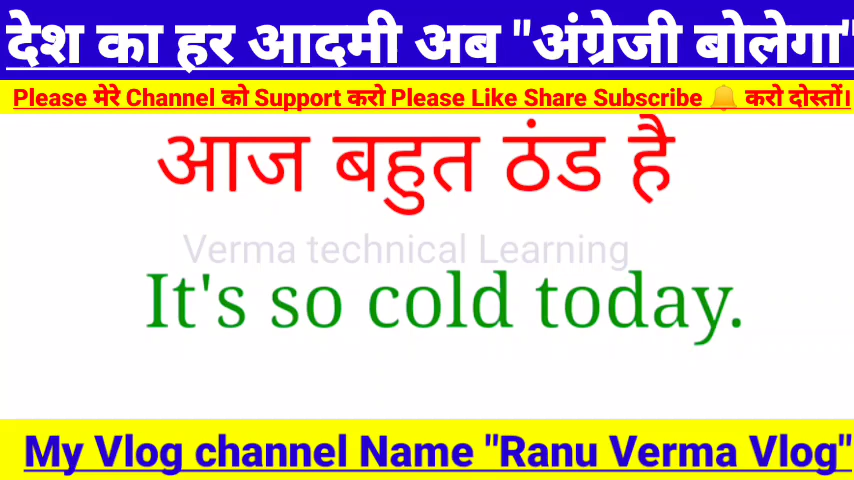 देश का हर आदमी अब "अंग्रेजी बोलेगा"
Please मेरे Channel को Support करो Please Like Share Subscribe 🔔 करो दोस्तों।
आज बहुत ठंड है
Verma technical Learning
It's so cold today.
My Vlog channel Name "Ranu Verma Vlog"